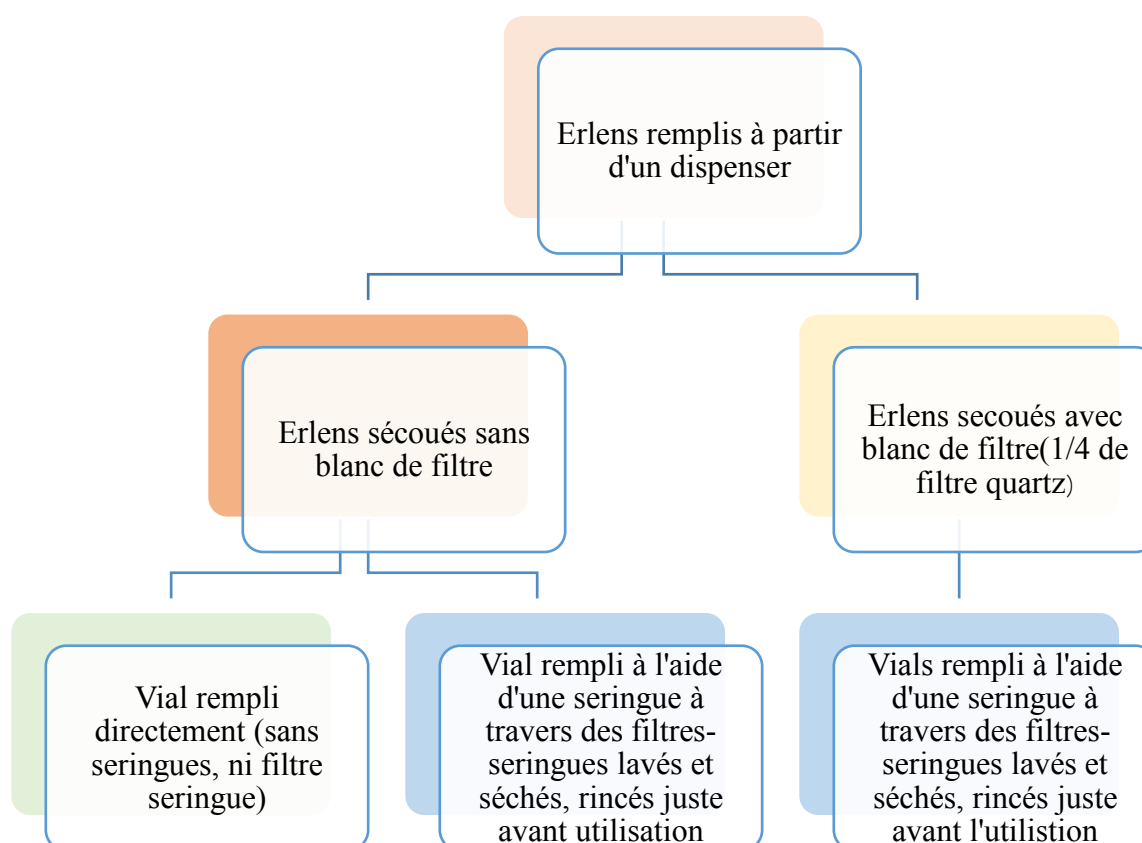 Erlens remplis à partir
d'un dispenser
Erlens sécoués sans
blanc de filtre
Erlens secoués avec
blanc de filtre(1/4 de
filtre quartz)
Vial rempli
directement (sans
seringues, ni filtre
seringue)
Vial rempli à l'aide
d'une seringue à
travers des filtres-
seringues lavés et
séchés, rincés juste
avant utilisation
Vials rempli à l'aide
d'une seringue à
travers des filtres-
seringues lavés et
séchés, rincés juste
avant l'utilistion